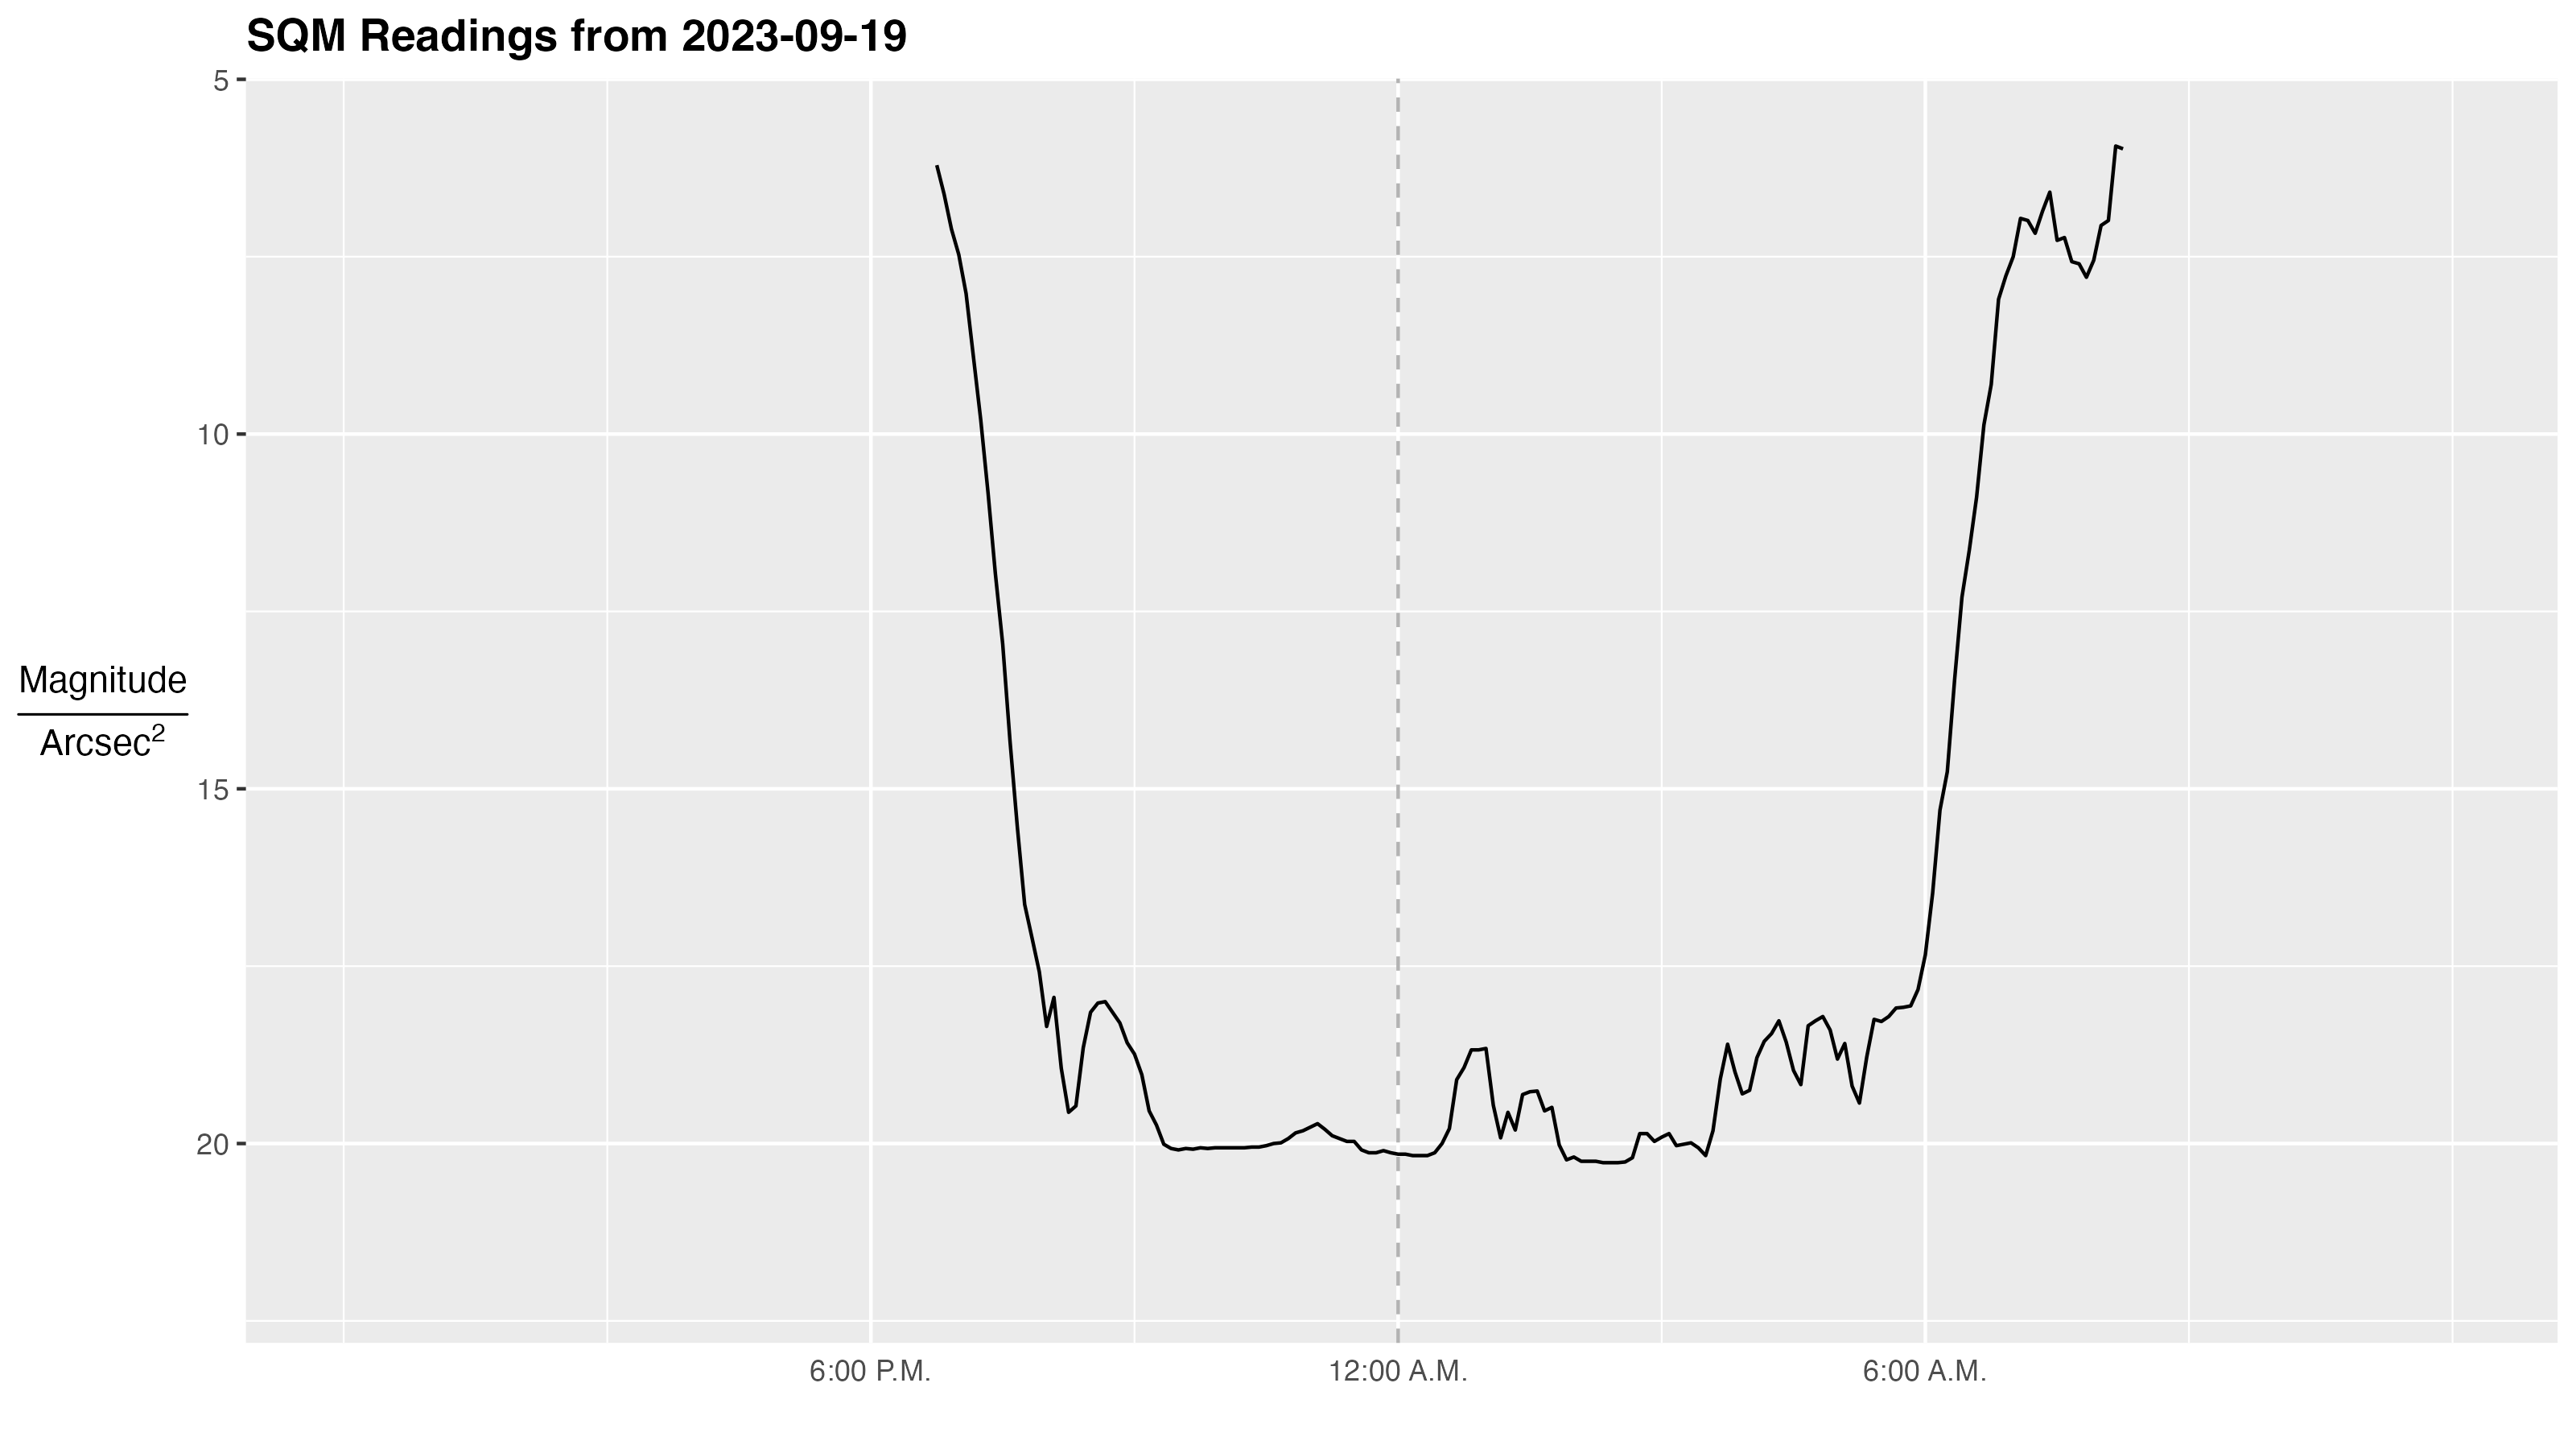 SQM Readings from 2023-09-19
5
10
15
20
Magnitude
Arcsec²
6:00 P.M.
12:00 A.M.
6:00 A.M.